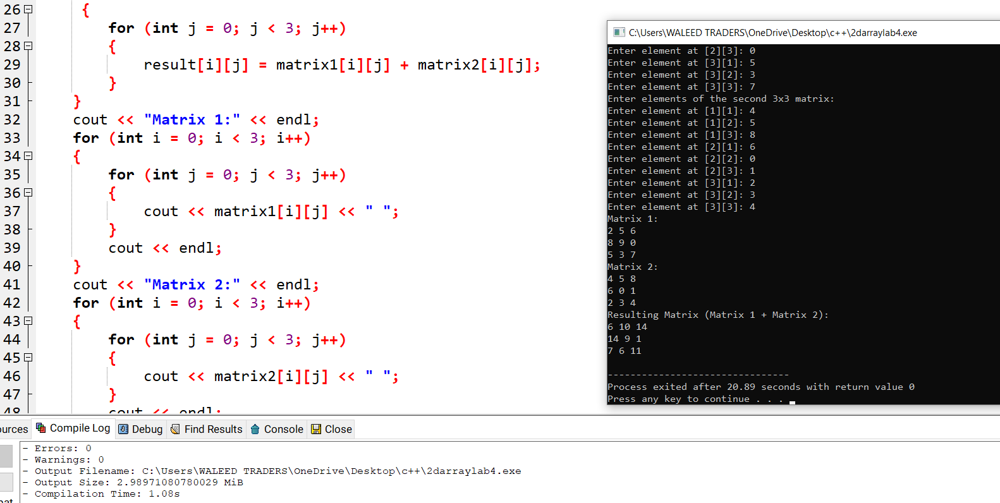 26 {
27 for (int j = 0; j < 3; j++)
28 {
29 result[i][j] = matrix1[i][j] + matrix2[i][j];
30 }
31 }
32 cout << "Matrix 1:" << endl;
33 for (int i = 0; i < 3; i++)
34 {
35 for (int j = 0; j < 3; j++)
36 {
37 cout << matrix1[i][j] << " ";
38 }
39 cout << endl;
40 }
41 cout << "Matrix 2:" << endl;
42 for (int i = 0; i < 3; i++)
43 {
44 for (int j = 0; j < 3; j++)
45 {
46 cout << matrix2[i][j] << " ";
47 }
48 cout << endl;
C:\Users\WALEED TRADERS\OneDrive\Desktop\c++\2darraylab4.exe
Enter element at [2][3]: 0
Enter element at [3][1]: 5
Enter element at [3][2]: 3
Enter element at [3][3]: 7
Enter elements of the second 3x3 matrix:
Enter element at [1][1]: 4
Enter element at [1][2]: 5
Enter element at [1][3]: 8
Enter element at [2][1]: 6
Enter element at [2][2]: 0
Enter element at [2][3]: 1
Enter element at [3][1]: 2
Enter element at [3][2]: 3
Enter element at [3][3]: 4
Matrix 1:
2 5 6
8 9 0
5 3 7
Matrix 2:
4 5 8
6 0 1
2 3 4
Resulting Matrix (Matrix 1 + Matrix 2):
6 10 14
14 9 1
7 6 11
--------------------------------
Process exited after 20.89 seconds with return value 0
Press any key to continue . . .
ources Compile Log Debug Find Results Console Close
- Errors: 0
- Warnings: 0
- Output Filename: C:\Users\WALEED TRADERS\OneDrive\Desktop\c++\2darraylab4.exe
- Output Size: 2.98971080780029 MiB
- Compilation Time: 1.08s